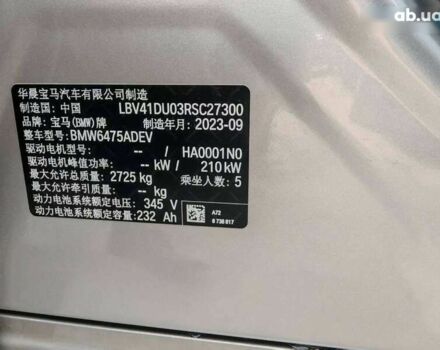 ab.ua
华晨宝马汽车有限公司制造
制造国: 中国 LBV41DU03RSC27300
品牌: 宝马(BMW)牌 制造年月: 2023-09
整车型号: BMW6475ADEV
驱动电机型号: -- / HA0001N0
驱动电机峰值功率: -- kW / 210 kW
最大允许总质量: 2725 kg 乘坐人数: 5
最大允许牵引质量: -- kg
动力电池系统额定电压: 345 V
动力电池系统额定容量: 232 Ah
A72
8 736 817